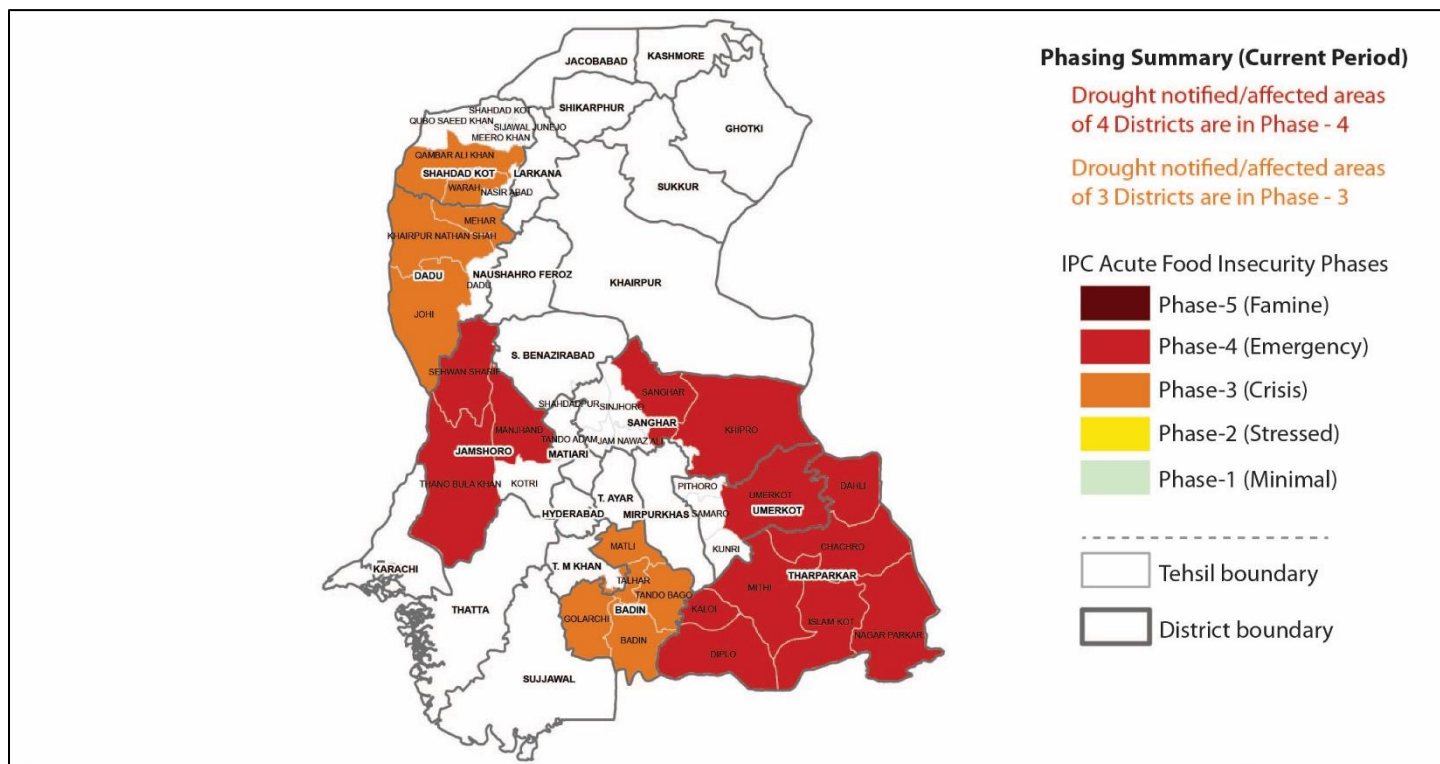 JACOBABAD
KASHMORE
SHIKARPHUR
GHOTKI
SHAHDAD KOT
QUBO SAEED KHAN
SIJAWAL JUNEJO
MEERO KHAN
QAMBAR ALI KHAN
SHAHDAD KOT
LARKANA
WARAH
NASIR ABAD
SUKKUR
MEHAR
KHAIRPUR NATHAN SHAH
DADU
NAUSHAHRO FEROZ
DADU
KHAIRPUR
JOHI
S. BENAZIRABAD
SEHWAN SHARIF
SHAHDADPUR
SINJHORO
SANGHAR
SANGHAR
MANJHAND
TANDO ADAM
JAM NAWAZ ALI
KHIPRO
JAMSHORO
MATIARI
THANO BULA KHAN
KOTRI
PITHORO
UMERKOT
DAHLI
T. AYAR
HYDERABAD
MIRPURKHAS
SAMARO
UMERKOT
KUNRI
MATLI
CHACHRO
KARACHI
T. M KHAN
TALHAR
THARPARKAR
TANDO BAGO
MITHI
THATTA
GOLARCHI
BADIN
KALOI
ISLAM KOT
NAGAR PARKAR
BADIN
DIPLO
SUJJAWAL
Phasing Summary (Current Period)
Drought notified/affected areas
of 4 Districts are in Phase - 4
Drought notified/affected areas
of 3 Districts are in Phase - 3
IPC Acute Food Insecurity Phases
Phase-5 (Famine)
Phase-4 (Emergency)
Phase-3 (Crisis)
Phase-2 (Stressed)
Phase-1 (Minimal)
Tehsil boundary
District boundary